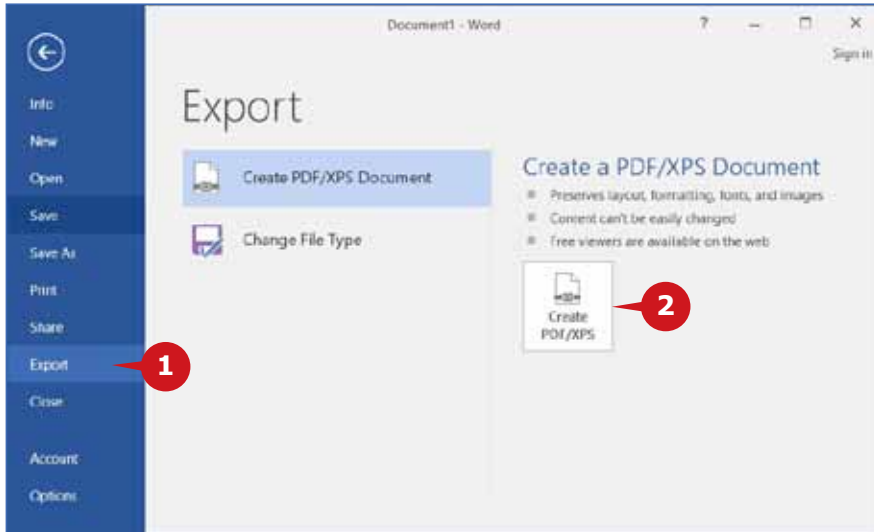 Document1 - Word
?
Sign in
Info
New
Open
Save
Save As
Print
Share
Export
Close
Account
Options
Export
Create PDF/XPS Document
Change File Type
Create a PDF/XPS Document
Preserves layout, formatting, fonts, and images
Content can't be easily changed
Free viewers are available on the web
Create
PDF/XPS
1
2